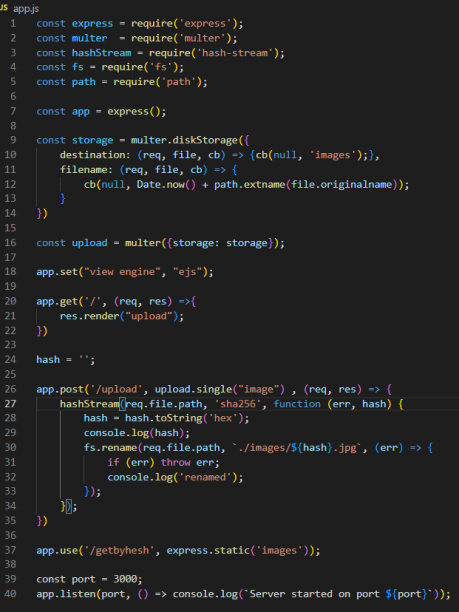 JS app.js
1 const express = require('express');
2 const multer  = require('multer');
3 const hashStream = require('hash-stream');
4 const fs = require('fs');
5 const path = require('path');
6
7 const app = express();
8
9 const storage = multer.diskStorage({
10     destination: (req, file, cb) => {cb(null, 'images');},
11     filename: (req, file, cb) => {
12         cb(null, Date.now() + path.extname(file.originalname));
13     }
14 })
15
16 const upload = multer({storage: storage});
17
18 app.set("view engine", "ejs");
19
20 app.get('/', (req, res) =>{
21     res.render("upload");
22 })
23
24 hash = '';
25
26 app.post('/upload', upload.single("image") , (req, res) => {
27     hashStream(req.file.path, 'sha256', function (err, hash) {
28         hash = hash.toString('hex');
29         console.log(hash);
30         fs.rename(req.file.path, `./images/${hash}.jpg`, (err) => {
31             if (err) throw err;
32             console.log('renamed');
33         });
34     });
35 })
36
37 app.use('/getbyhesh', express.static('images'));
38
39 const port = 3000;
40 app.listen(port, () => console.log(`Server started on port ${port}`));